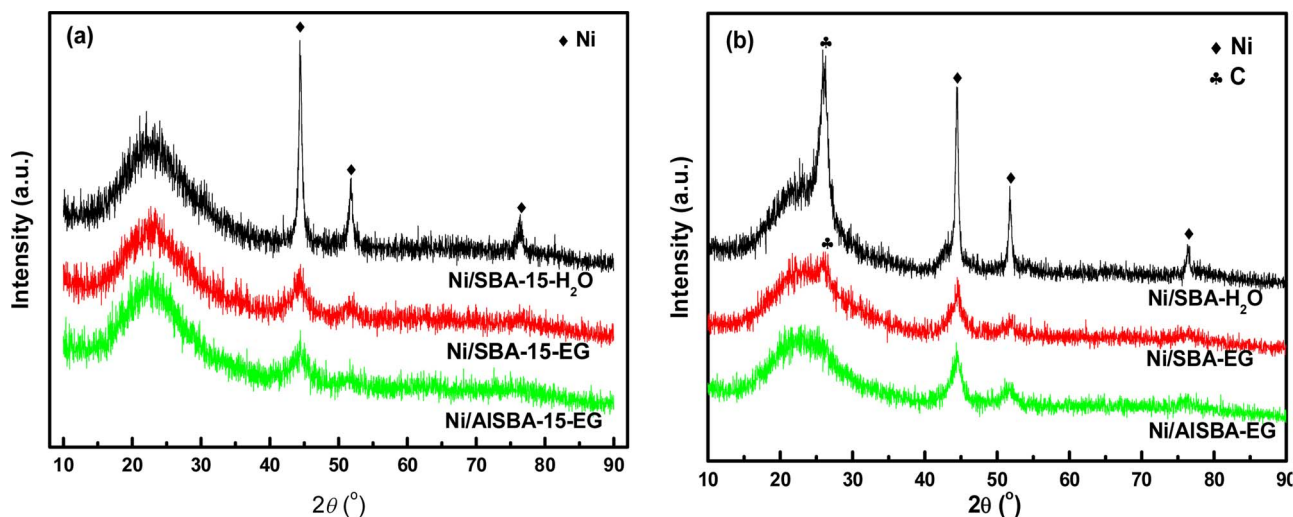 (a)
♦ Ni
Intensity (a.u.)
Ni/SBA-15-H₂O
Ni/SBA-15-EG
Ni/AlSBA-15-EG
10 20 30 40 50 60 70 80 90
2θ (°)
(b)
♦ Ni
♣ C
Intensity (a.u.)
Ni/SBA-H₂O
Ni/SBA-EG
Ni/AlSBA-EG
10 20 30 40 50 60 70 80 90
2θ (°)